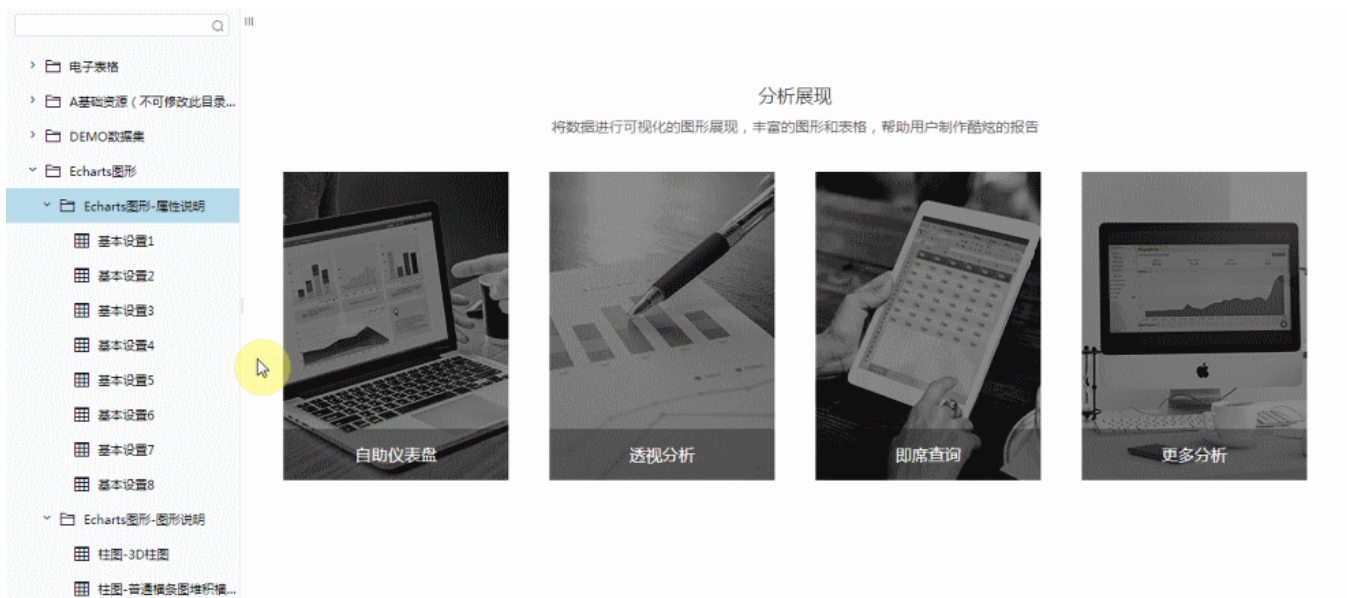 电子表格
A基础资源（不可修改此目录...
DEMO数据集
Echarts图形
Echarts图形-属性说明
基本设置1
基本设置2
基本设置3
基本设置4
基本设置5
基本设置6
基本设置7
基本设置8
Echarts图形-图形说明
柱图-3D柱图
柱图-普通横条图堆积横...
分析展现
将数据进行可视化的图形展现，丰富的图形和表格，帮助用户制作酷炫的报告
自助仪表盘
透视分析
即席查询
更多分析